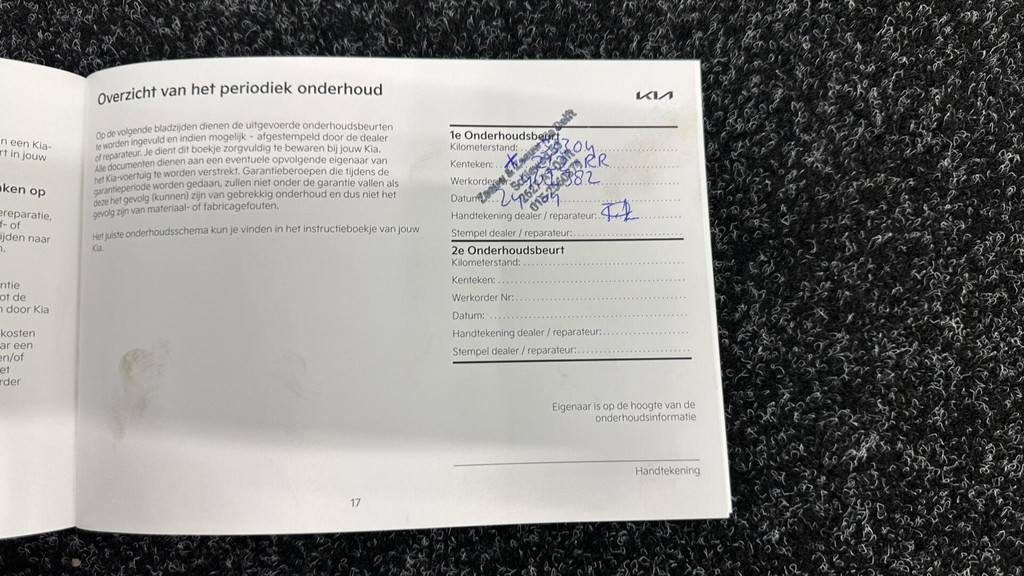 n een Kia-
rt in jouw
aken op
reparatie,
f- of
ijden naar
n.
ntie
ot de
n door Kia
kosten
ar een
en/of
et
rder
Overzicht van het periodiek onderhoud
Op de volgende bladzijden dienen de uitgevoerde onderhoudsbeurten
te worden ingevuld en indien mogelijk - afgestempeld door de dealer
of reparateur. Je dient dit boekje zorgvuldig te bewaren bij jouw Kia.
Alle documenten dienen aan een eventuele opvolgende eigenaar van
het Kia-voertuig te worden verstrekt. Garantieberoepen die tijdens de
garantieperiode worden gedaan, zullen niet onder de garantie vallen als
deze het gevolg (kunnen) zijn van gebrekkig onderhoud en dus niet het
gevolg zijn van materiaal- of fabricagefouten.
Het juiste onderhoudsschema kun je vinden in het instructieboekje van jouw
Kia.
17
KIA
1e Onderhoudsbeurt
Kilometerstand:
Kenteken: RR
Werkorder
Datum
Handtekening dealer / reparateur:
Stempel dealer / reparateur:
2e Onderhoudsbeurt
Kilometerstand:
Kenteken:
Werkorder Nr:
Datum:
Handtekening dealer / reparateur:
Stempel dealer / reparateur:
Eigenaar is op de hoogte van de
onderhoudsinformatie
Handtekening